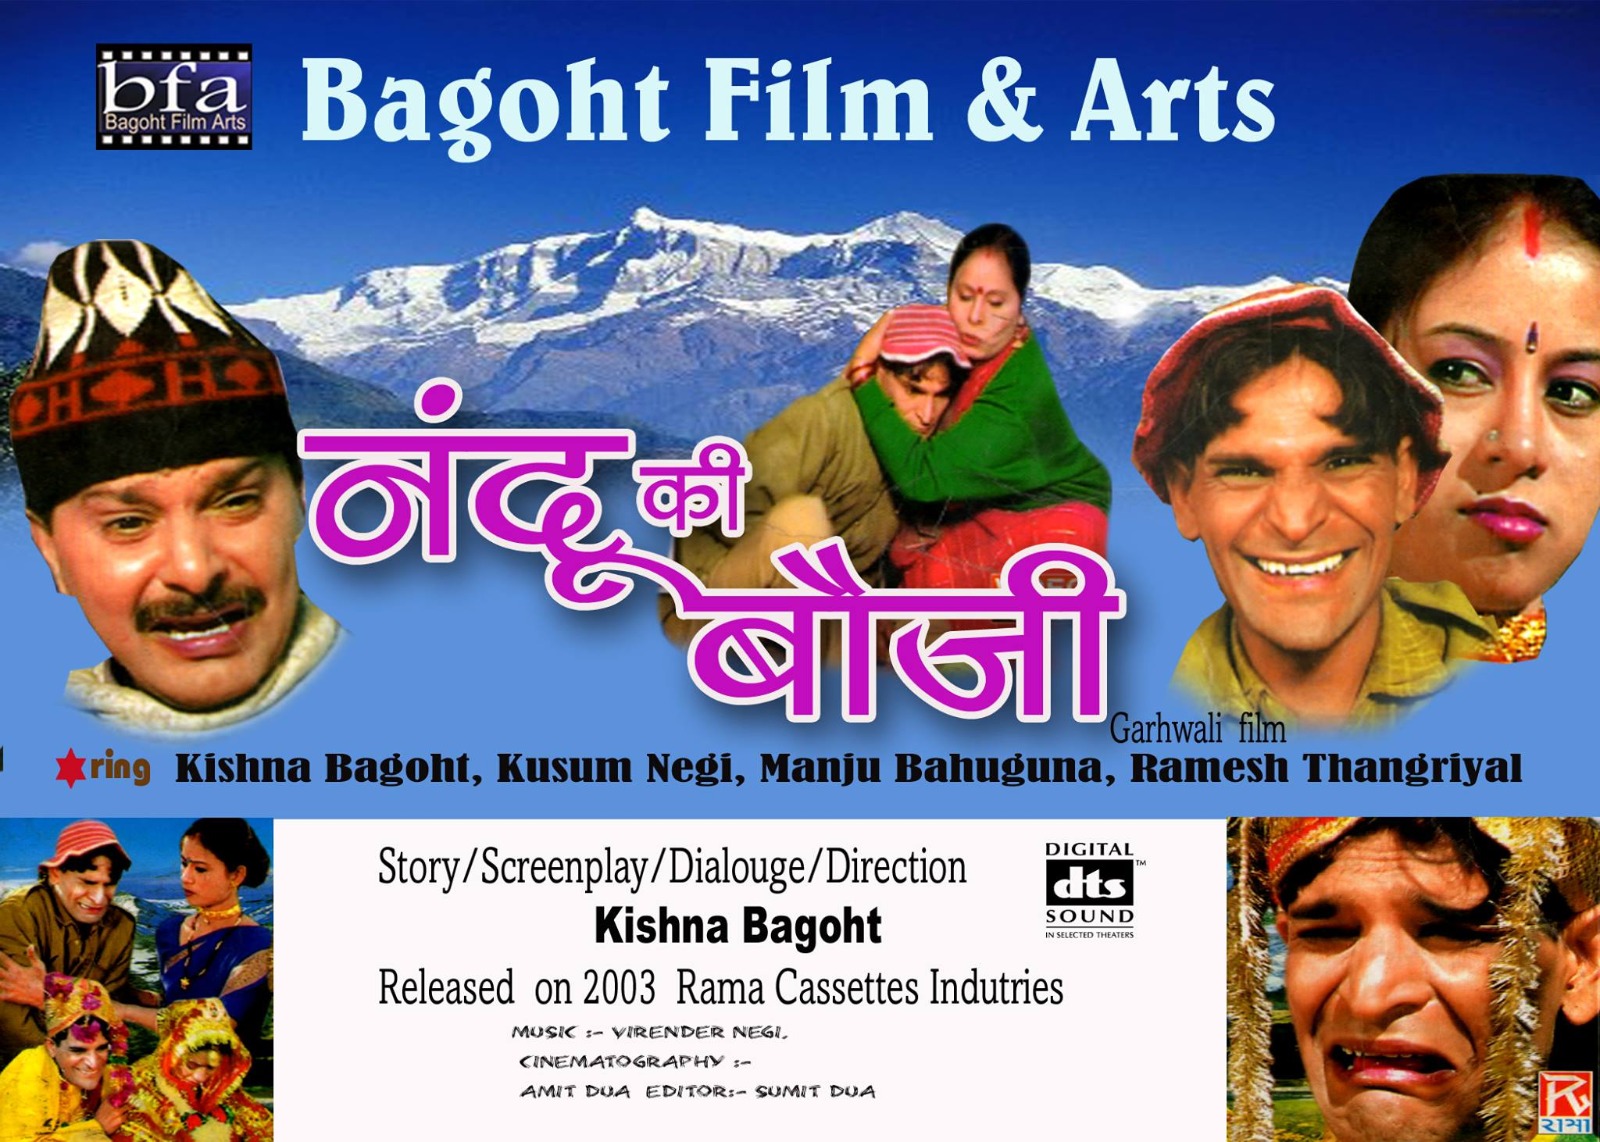 bfa
Bagoht Film Arts
Bagoht Film & Arts
नंदू की
बौजी
Garhwali film
ring Kishna Bagoht, Kusum Negi, Manju Bahuguna, Ramesh Thangriyal
Story/Screenplay/Dialouge/Direction
Kishna Bagoht
Released on 2003 Rama Cassettes Indutries
MUSIC :- VIRENDER NEGI.
CINEMATOGRAPHY :-
AMIT DUA EDITOR:- SUMIT DUA
DIGITAL
dts™
SOUND
IN SELECTED THEATERS
R
રામા